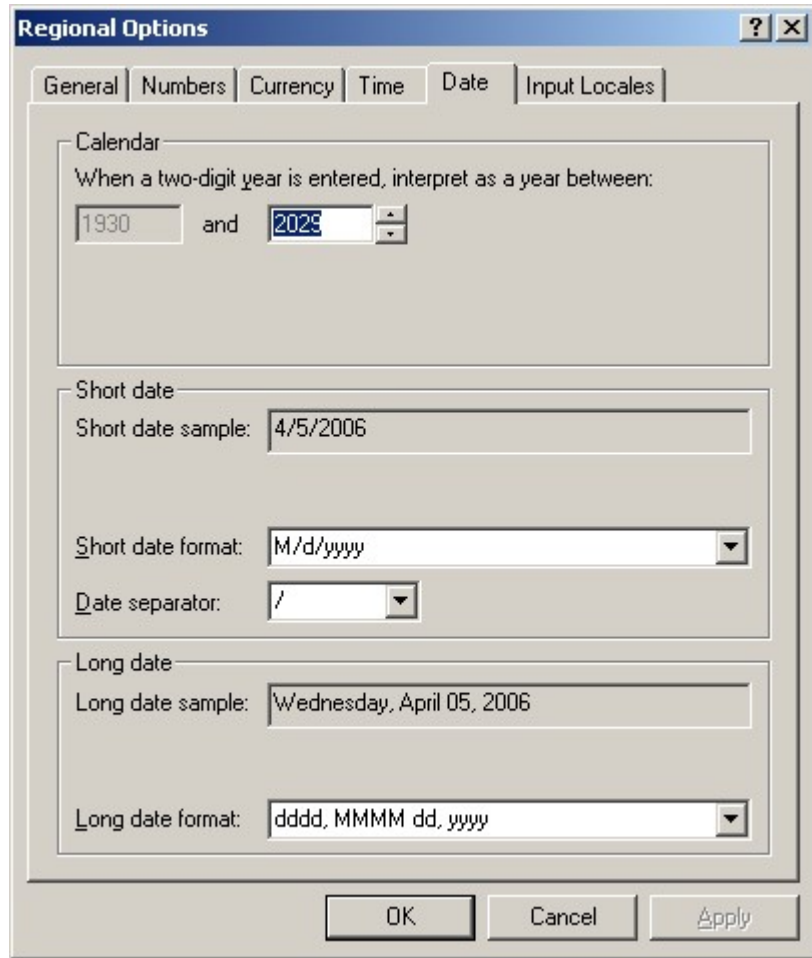 Regional Options
General Numbers Currency Time Date Input Locales
Calendar
When a two-digit year is entered, interpret as a year between:
1930 and 2029
Short date
Short date sample: 4/5/2006
Short date format: M/d/yyyy
Date separator: /
Long date
Long date sample: Wednesday, April 05, 2006
Long date format: dddd, MMMM dd, yyyy
OK Cancel Apply